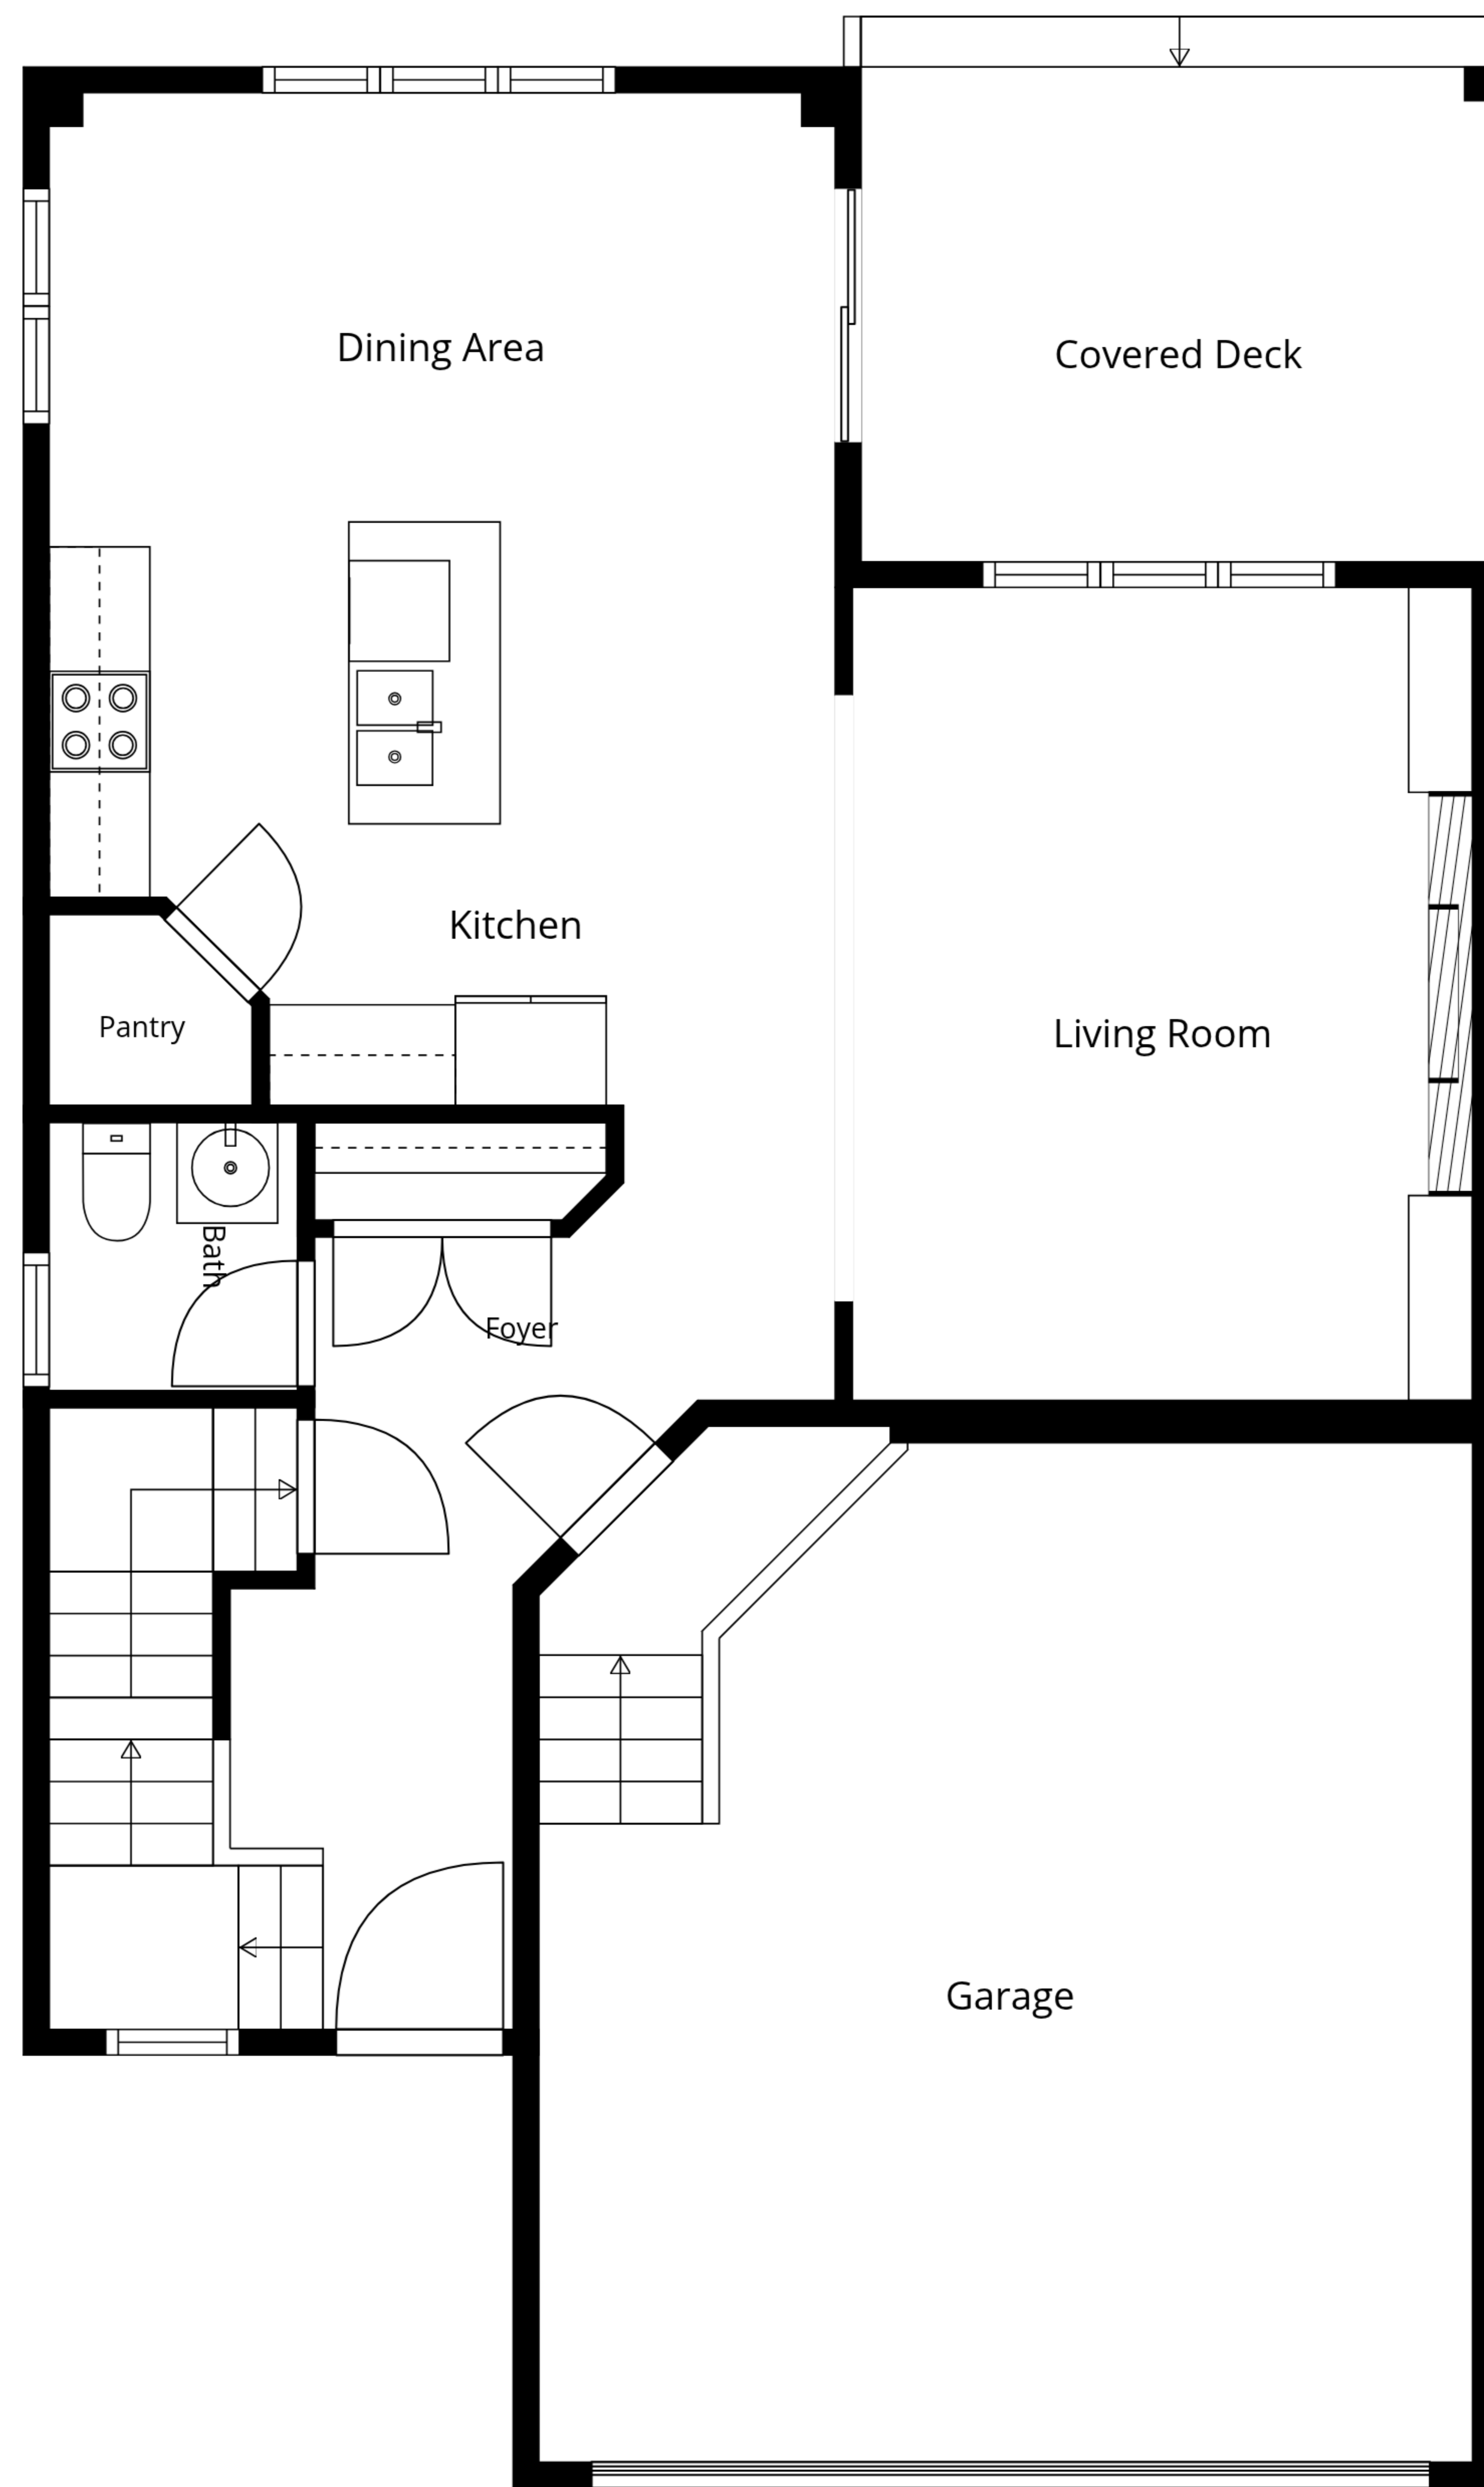 Dining Area
Covered Deck
Kitchen
Pantry
Living Room
Bath
Foyer
Garage